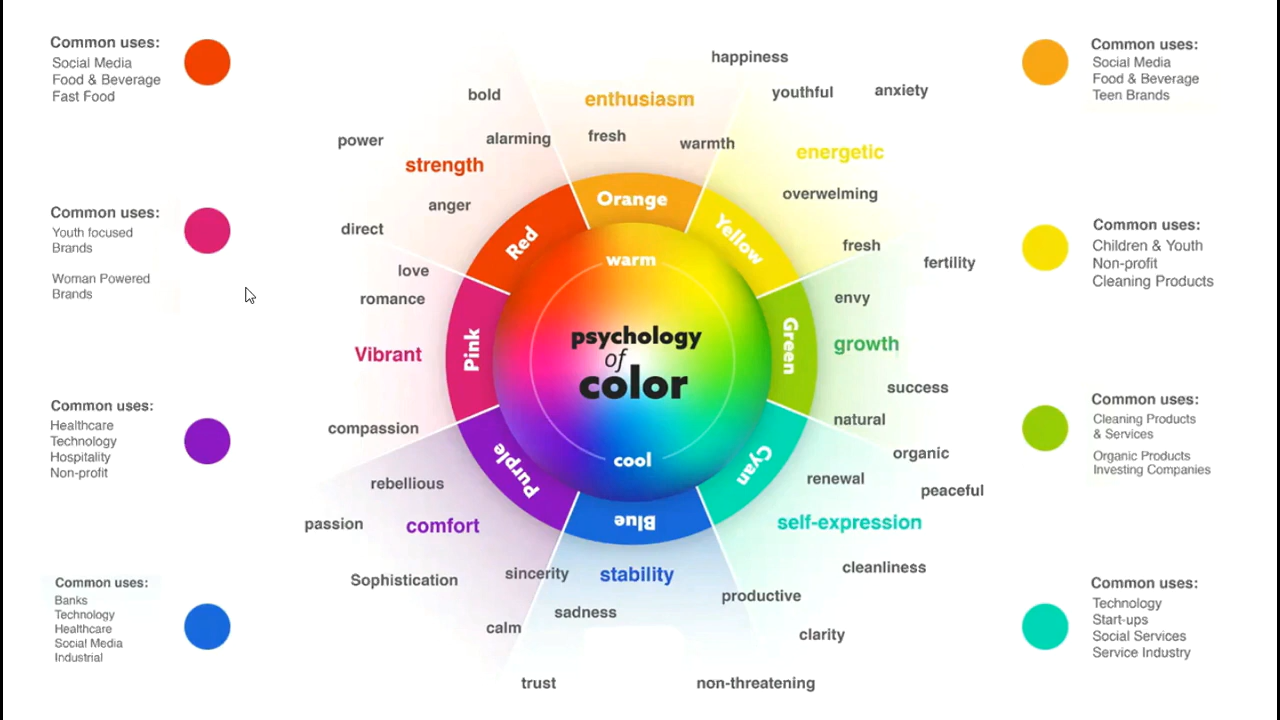 Common uses:
Social Media
Food & Beverage
Fast Food
Common uses:
Youth focused
Brands
Woman Powered
Brands
Common uses:
Healthcare
Technology
Hospitality
Non-profit
Common uses:
Banks
Technology
Healthcare
Social Media
Industrial
happiness
bold
enthusiasm
youthful
anxiety
power
alarming
fresh
warmth
strength
energetic
anger
overwelming
direct
fresh
love
fertility
romance
envy
Vibrant
growth
success
compassion
natural
organic
rebellious
renewal
peaceful
passion
comfort
self-expression
Sophistication
sincerity
stability
cleanliness
productive
sadness
calm
clarity
trust
non-threatening
Orange
Red
Yellow
Pink
Green
Purple
Cyan
Blue
warm
psychology
of
color
cool
Common uses:
Social Media
Food & Beverage
Teen Brands
Common uses:
Children & Youth
Non-profit
Cleaning Products
Common uses:
Cleaning Products
& Services
Organic Products
Investing Companies
Common uses:
Technology
Start-ups
Social Services
Service Industry